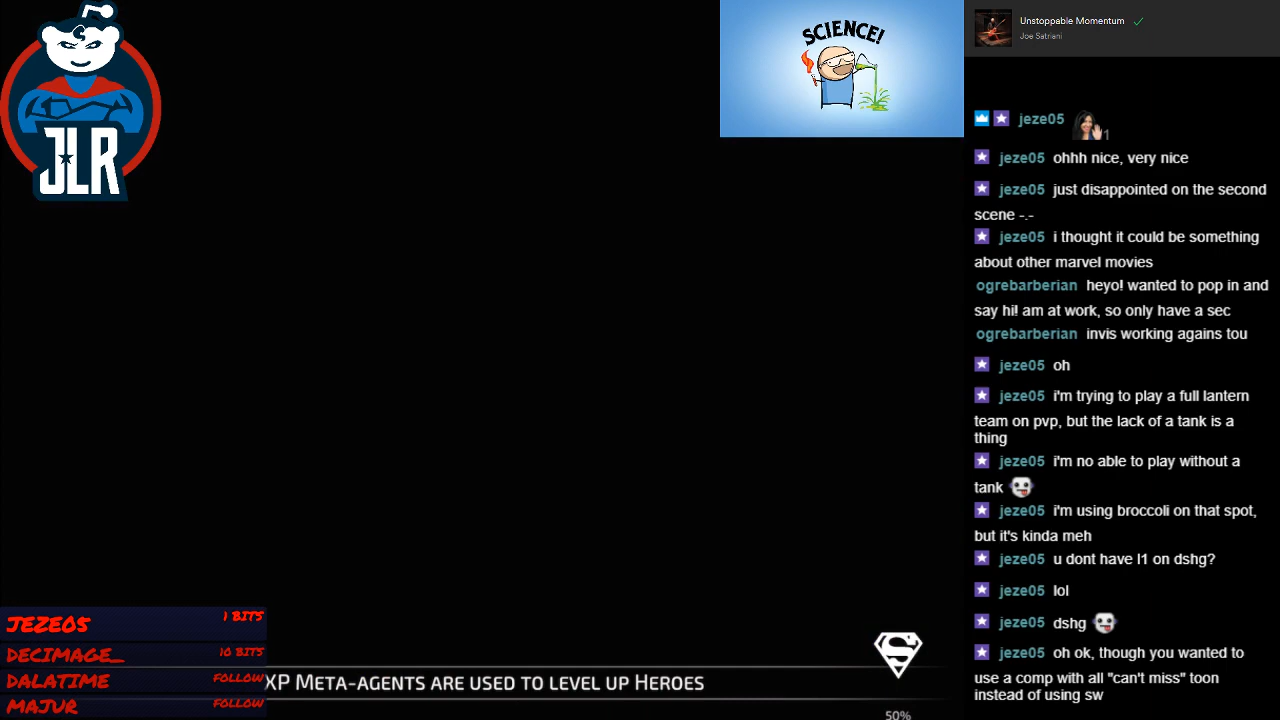 JLR
SCIENCE!
Unstoppable Momentum
Joe Satriani
jeze05 1
jeze05 ohhh nice, very nice
jeze05 just disappointed on the second
scene -.-
jeze05 i thought it could be something
about other marvel movies
ogrebarberian heyo! wanted to pop in and
say hi! am at work, so only have a sec
ogrebarberian invis working agains tou
jeze05 oh
jeze05 i'm trying to play a full lantern
team on pvp, but the lack of a tank is a
thing
jeze05 i'm no able to play without a
tank
jeze05 i'm using broccoli on that spot,
but it's kinda meh
jeze05 u dont have l1 on dshg?
jeze05 lol
jeze05 dshg
jeze05 oh ok, though you wanted to
use a comp with all "can't miss" toon
instead of using sw
JEZE05 1 BITS
DECIMAGE_ 10 BITS
DALATIME FOLLOW
MAJUR FOLLOW
XP META-AGENTS ARE USED TO LEVEL UP HEROES
50%